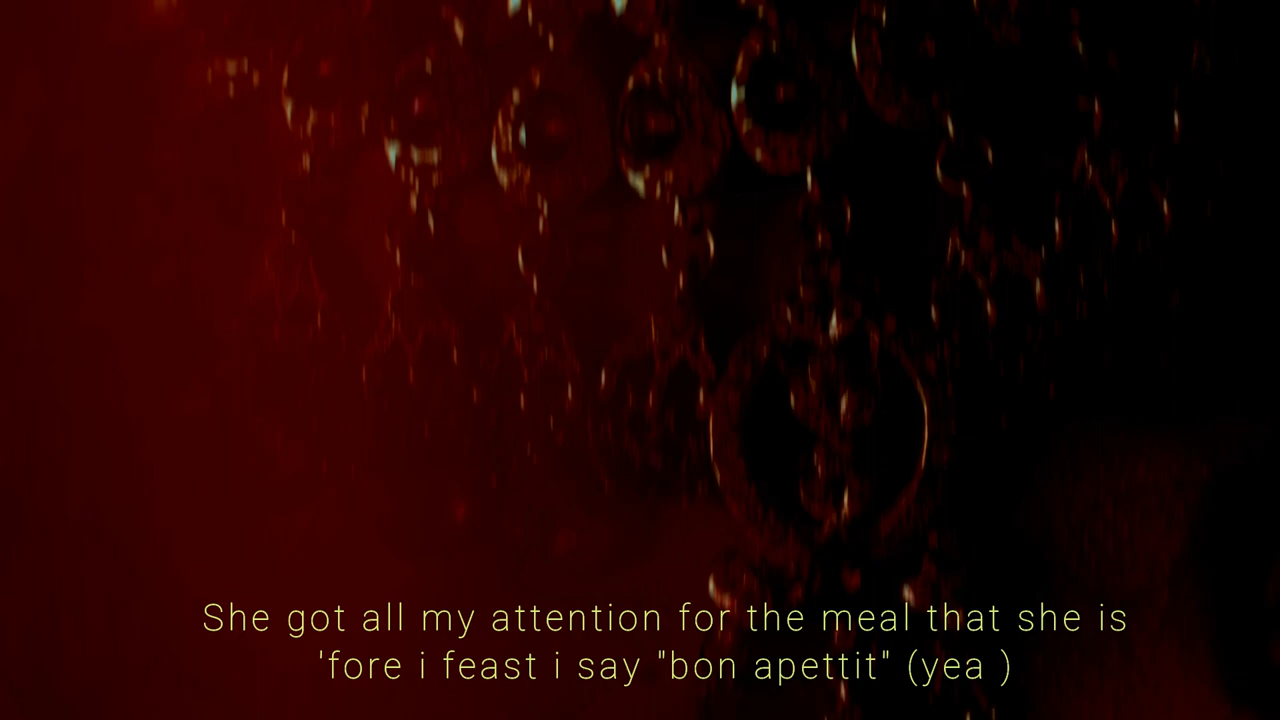 She got all my attention for the meal that she is
'fore i feast i say "bon apettit" (yea )